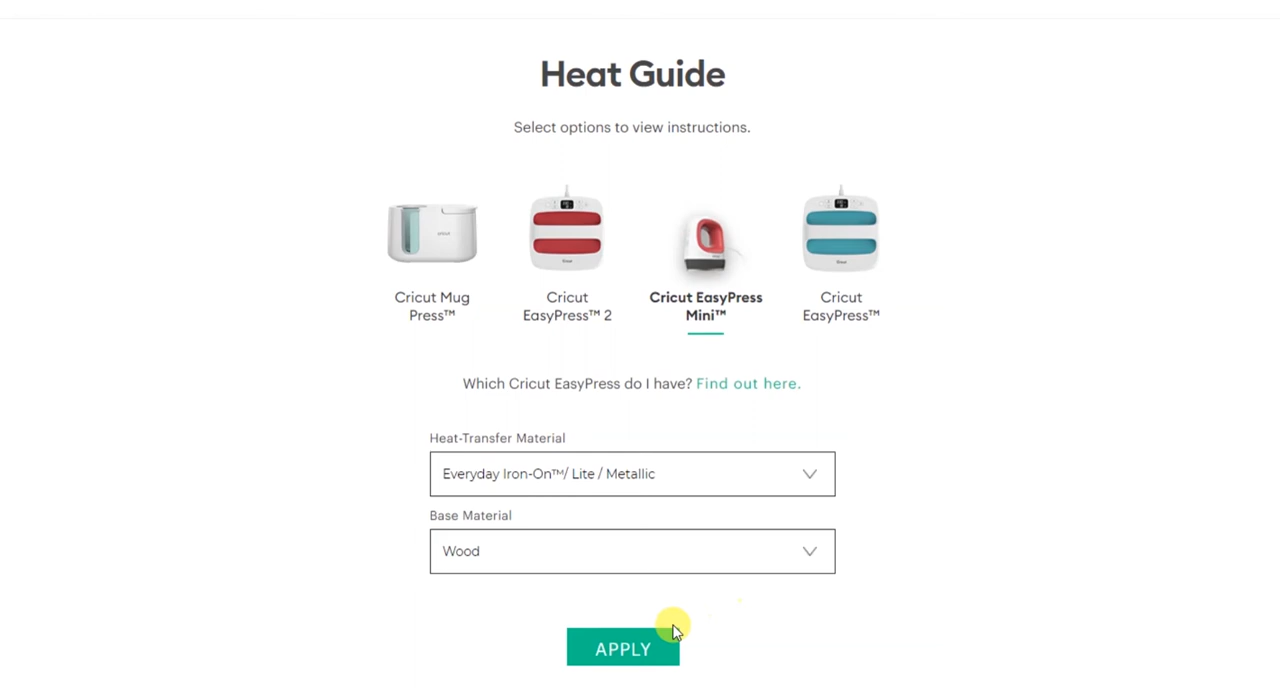 Heat Guide
Select options to view instructions.
Cricut Mug
Press™
Cricut
EasyPress™ 2
Cricut EasyPress
Mini™
Cricut
EasyPress™
Which Cricut EasyPress do I have? Find out here.
Heat-Transfer Material
Everyday Iron-On™/ Lite / Metallic
Base Material
Wood
APPLY